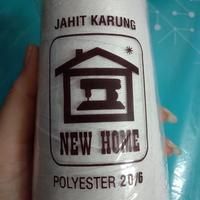 JAHIT KARUNG
NEW HOME
POLYESTER 20/6